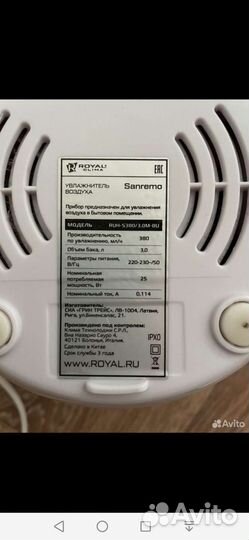 ROYAL
CLIMA
EAC
УВЛАЖНИТЕЛЬ
ВОЗДУХА
Sanremo
Прибор предназначен для увлажнения
воздуха в бытовом помещении.
МОДЕЛЬ RUH-S380/3.0M-BU
Производительность
по увлажнению, мл/ч 380
Объем бака, л 3,0
Параметры питания,
В/Гц 220-230~/50
Номинальная
потребляемая
мощность, Вт 25
Номинальный ток, А 0,114
Изготовитель:
СИА «ГРИН ТРЕЙС», ЛВ-1004, Латвия,
Рига, ул.Биекенсалас, 21.
Произведено под контролем:
Клима Технолоджи С.Р.Л.,
Виа Назарио Сауро 4,
40121 Болонья, Италия.
Сделано в Китае
Срок службы 3 года
IPX0
WWW.ROYAL.RU
Avito
Avito